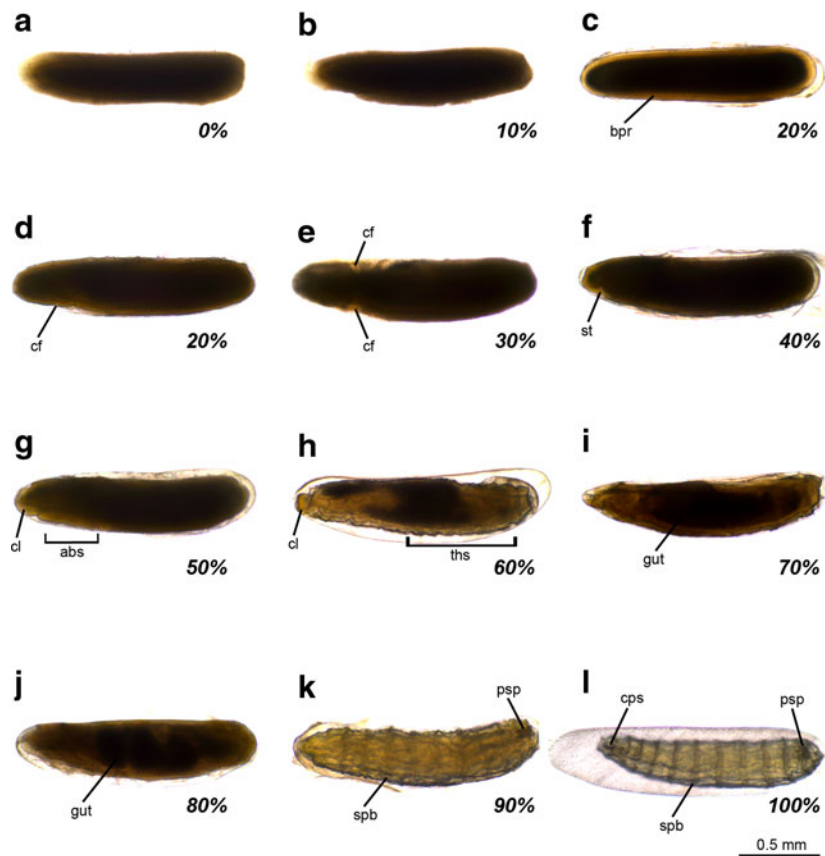 a
b
c
0%
10%
bpr
20%
d
e
cf
f
cf
20%
cf
30%
st
40%
g
h
i
cl
abs
50%
cl
ths
60%
gut
70%
j
k
psp
l
cps
psp
gut
80%
spb
90%
spb
100%
0.5 mm